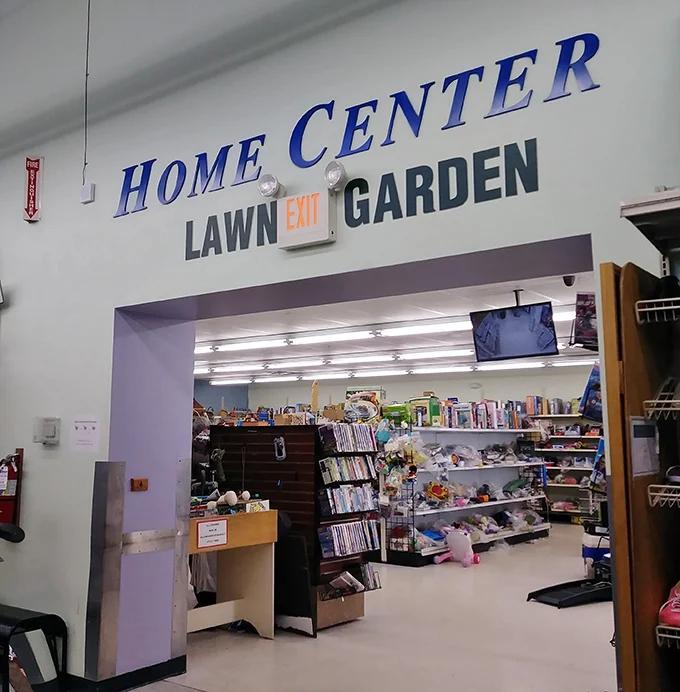 HOME CENTER
LAWN EXIT GARDEN
FIRE
EXTINGUISHER